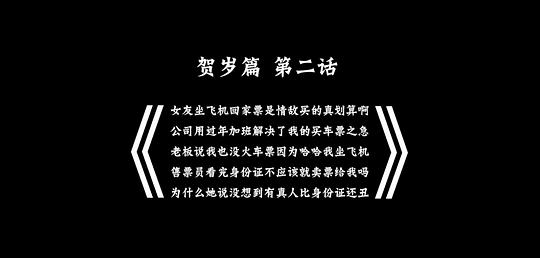 贺岁篇 第二话
女友坐飞机回家票是情敌买的真划算啊
公司用过年加班解决了我的买车票之急
老板说我也没火车票因为哈哈我坐飞机
售票员看完身份证不应该就卖票给我吗
为什么她说没想到有真人比身份证还丑